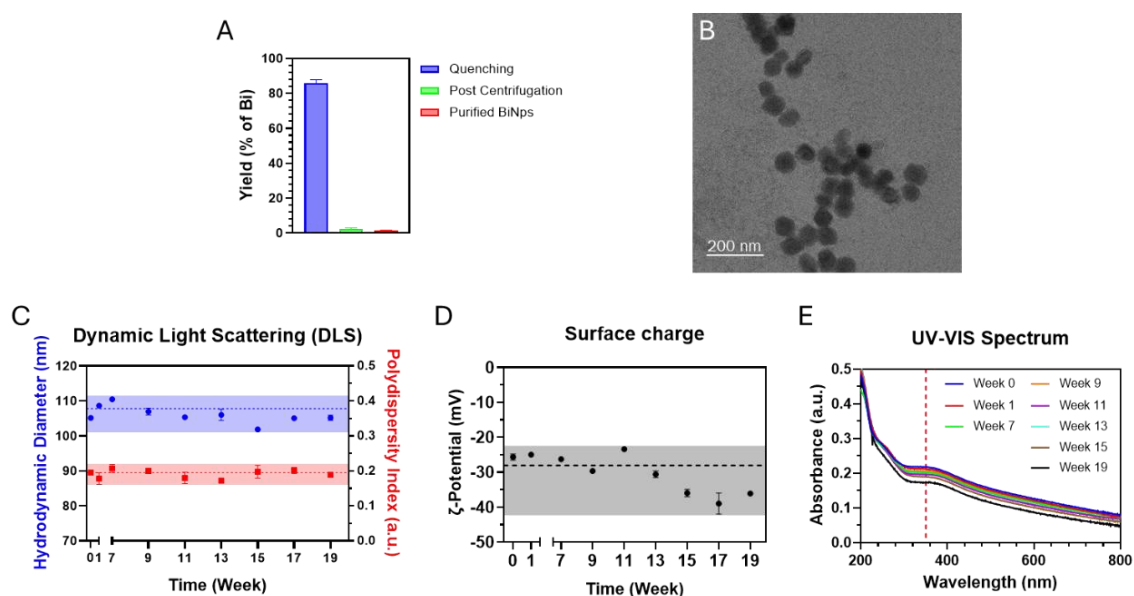 A
Yield (% of Bi)
100
80
60
40
20
0
Quenching
Post Centrifugation
Purified BiNps
B
200 nm
C
Dynamic Light Scattering (DLS)
Hydrodynamic Diameter (nm)
120
110
100
90
80
70
Polydispersity Index (a.u.)
0.5
0.4
0.3
0.2
0.1
0.0
0 1 7 9 11 13 15 17 19
Time (Week)
D
Surface charge
ζ-Potential (mV)
0
-10
-20
-30
-40
-50
0 1 7 9 11 13 15 17 19
Time (Week)
E
UV-VIS Spectrum
Absorbance (a.u.)
0.5
0.4
0.3
0.2
0.1
0.0
Week 0 Week 9
Week 1 Week 11
Week 7 Week 13
Week 15
Week 19
200 400 600 800
Wavelength (nm)